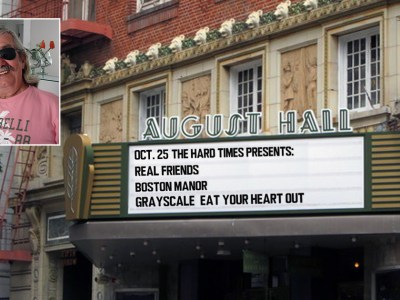 AUGUST HALL
OCT. 25 THE HARD TIMES PRESENTS:
REAL FRIENDS
BOSTON MANOR
GRAYSCALE EAT YOUR HEART OUT